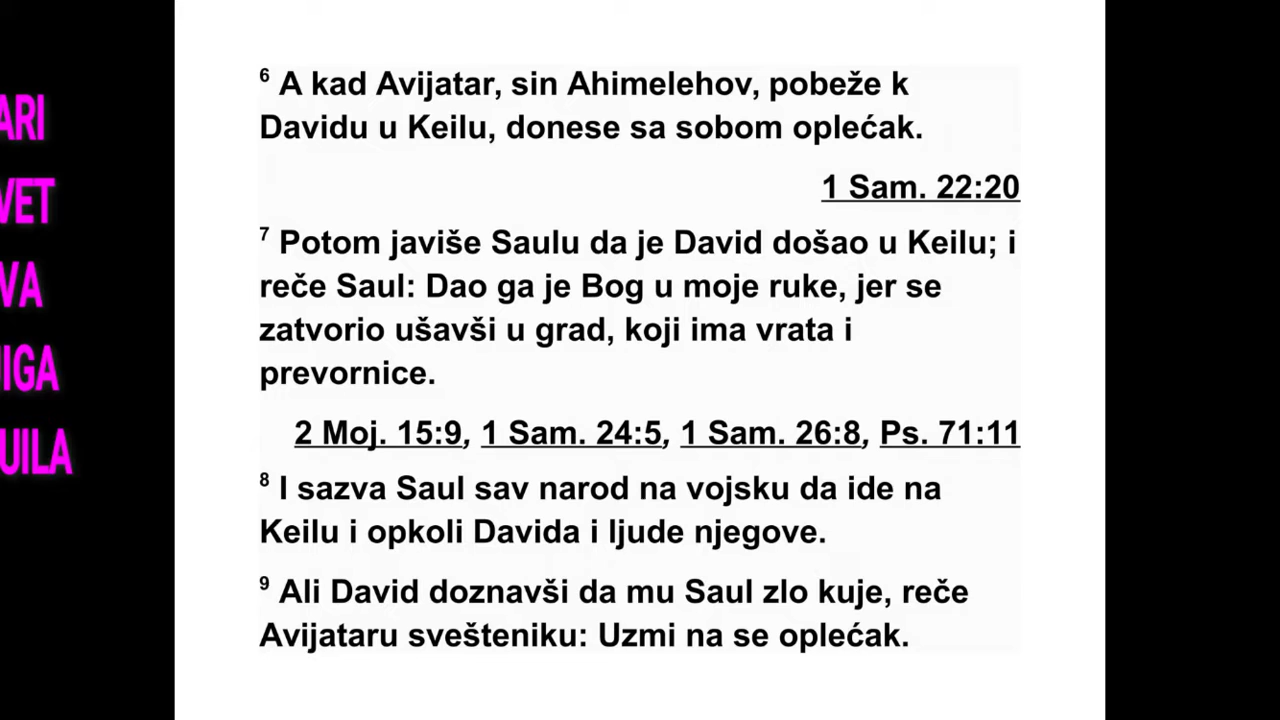 ARI
VET
VA
IGA
UILA
6 A kad Avijatar, sin Ahimelehov, pobeže k
Davidu u Keilu, donese sa sobom oplećak.
1 Sam. 22:20
7 Potom javiše Saulu da je David došao u Keilu; i
reče Saul: Dao ga je Bog u moje ruke, jer se
zatvorio ušavši u grad, koji ima vrata i
prevornice.
2 Moj. 15:9, 1 Sam. 24:5, 1 Sam. 26:8, Ps. 71:11
8 I sazva Saul sav narod na vojsku da ide na
Keilu i opkoli Davida i ljude njegove.
9 Ali David doznavši da mu Saul zlo kuje, reče
Avijataru svešteniku: Uzmi na se oplećak.